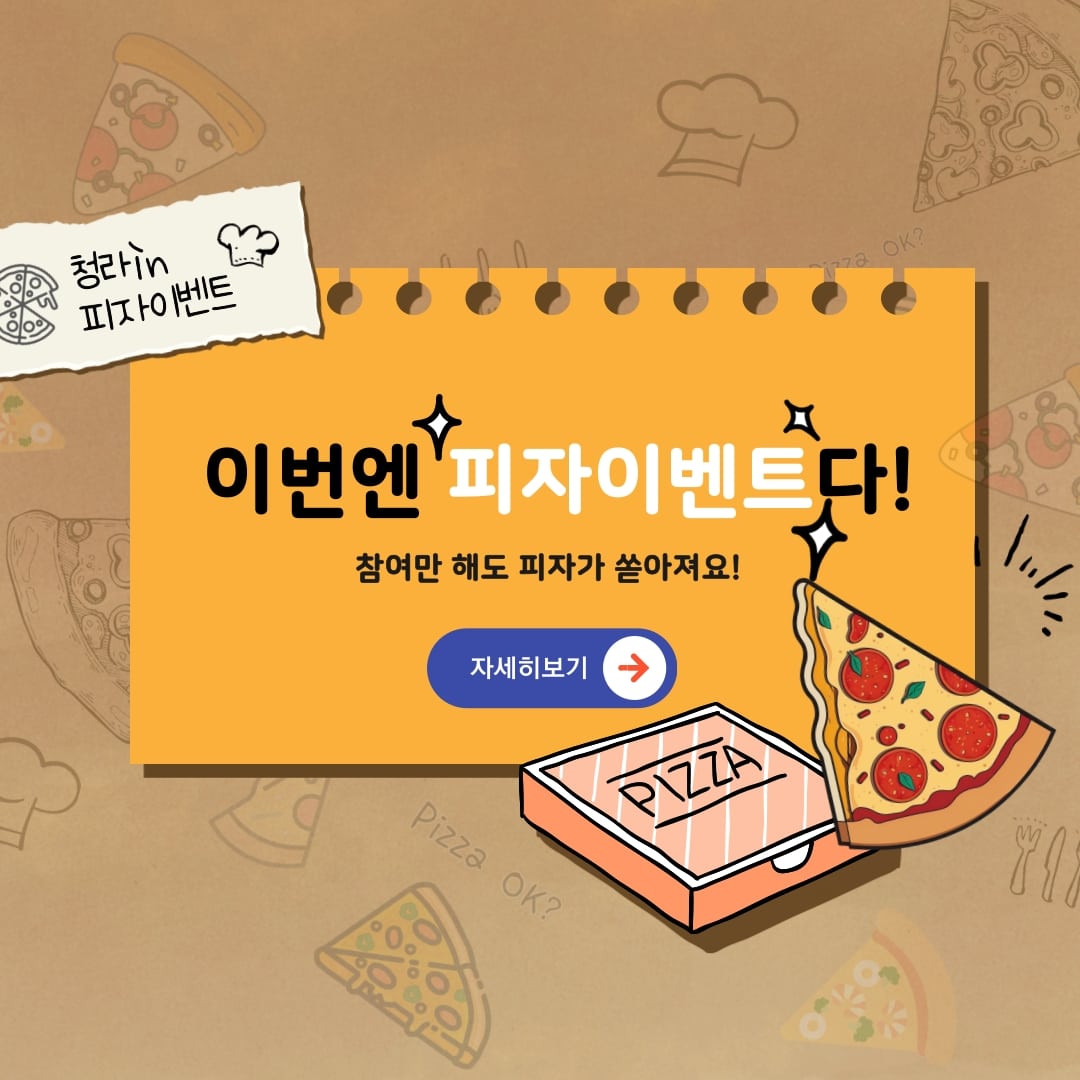 청라in
피자이벤트
Pizza OK?
이번엔 피자이벤트다!
참여만 해도 피자가 쏟아져요!
자세히보기
PIZZA
Pizza OK?